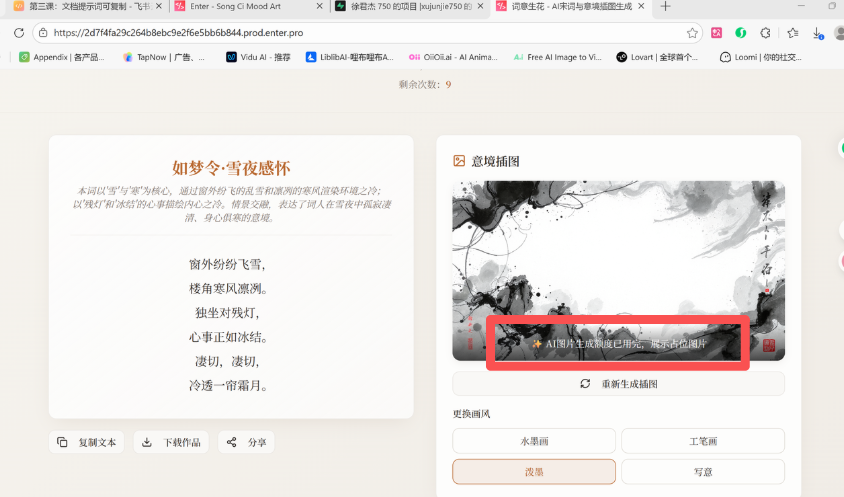 第三课：文档提示词可复制 - 飞书
Enter - Song Ci Mood Art
徐君杰 750 的项目 |xujunjie750 的
词意生花 - AI宋词与意境插图生成
https://2d7f4fa29c264b8ebc9e2f6e5bb6b844.prod.enter.pro
Appendix | 各产品...
TapNow | 广告、...
Vidu AI - 推荐
LiblibAI-哩布哩布A...
OiiOii.ai - AI Anima...
Free AI Image to Vi...
Lovart | 全球首个...
Loomi | 你的社交...
剩余次数：9
如梦令·雪夜感怀
本词以'雪'与'寒'为核心，通过窗外纷飞的乱雪和凛冽的寒风渲染环境之冷；
以'残灯'和'冰结'的心事描绘内心之冷。情景交融，表达了词人在雪夜中孤寂凄
清、身心俱寒的意境。
窗外纷纷飞雪，
楼角寒风凛冽。
独坐对残灯，
心事正如冰结。
凄切，凄切，
冷透一帘霜月。
复制文本
下载作品
分享
意境插图
✨ AI图片生成额度已用完，展示占位图片
重新生成插图
更换画风
水墨画
工笔画
泼墨
写意